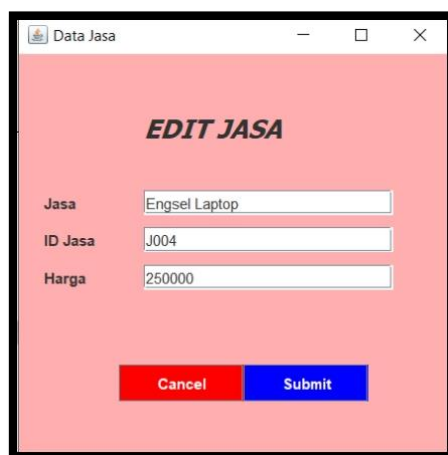 Data Jasa
EDIT JASA
Jasa Engsel Laptop
ID Jasa J004
Harga 250000
Cancel Submit